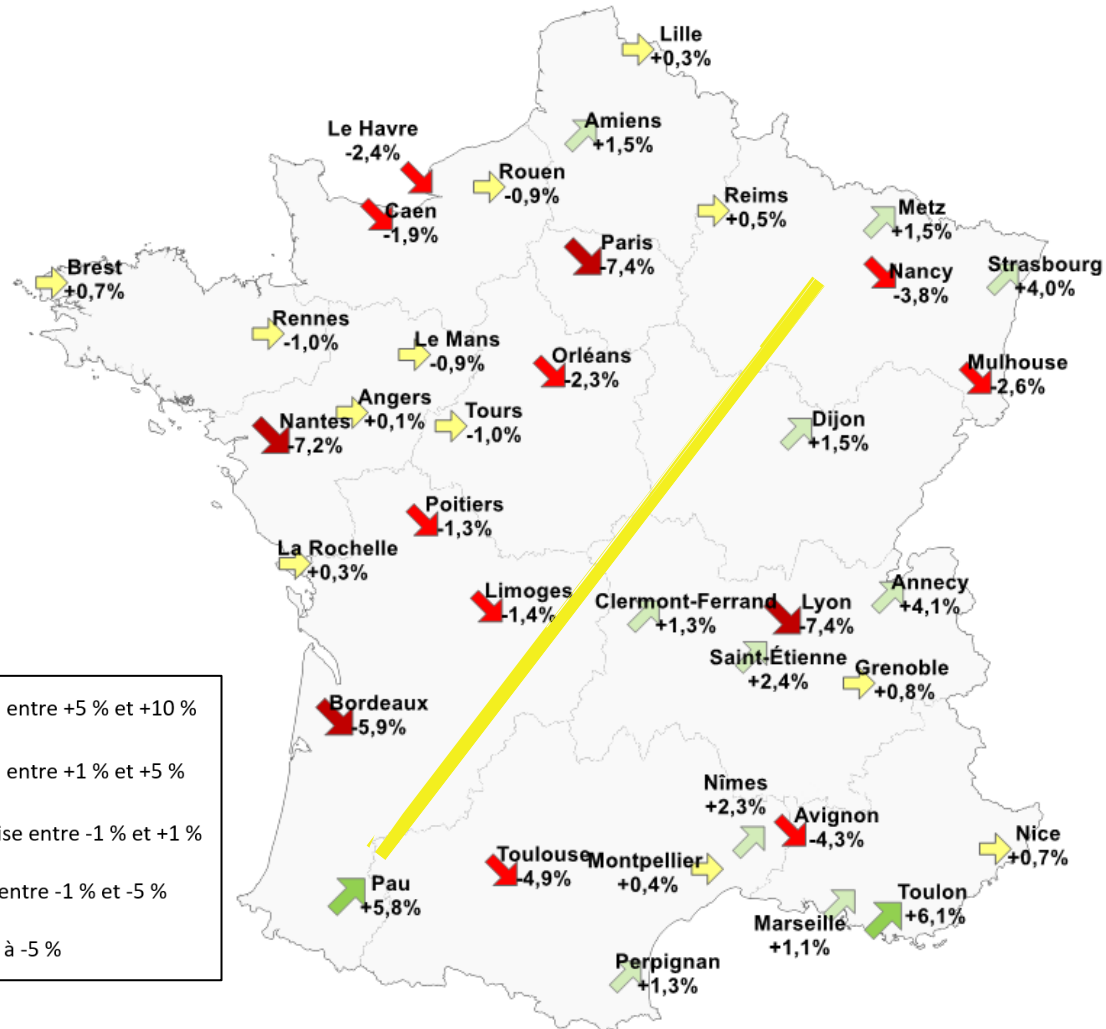 Lille
+0,3%
Amiens
+1,5%
Le Havre
-2,4%
Rouen
-0,9%
Reims
+0,5%
Metz
+1,5%
Caen
-1,9%
Paris
-7,4%
Nancy
-3,8%
Strasbourg
+4,0%
Brest
+0,7%
Rennes
-1,0%
Le Mans
-0,9%
Orléans
-2,3%
Mulhouse
-2,6%
Angers
+0,1%
Tours
-1,0%
Nantes
-7,2%
Dijon
+1,5%
Poitiers
-1,3%
La Rochelle
+0,3%
Limoges
-1,4%
Clermont-Ferrand
+1,3%
Lyon
-7,4%
Annecy
+4,1%
Saint-Étienne
+2,4%
Grenoble
+0,8%
Bordeaux
-5,9%
Nîmes
+2,3%
Avignon
-4,3%
Nice
+0,7%
Toulouse
-4,9%
Montpellier
+0,4%
Pau
+5,8%
Toulon
+6,1%
Marseille
+1,1%
Perpignan
+1,3%
entre +5 % et +10 %
entre +1 % et +5 %
ise entre -1 % et +1 %
entre -1 % et -5 %
à -5 %